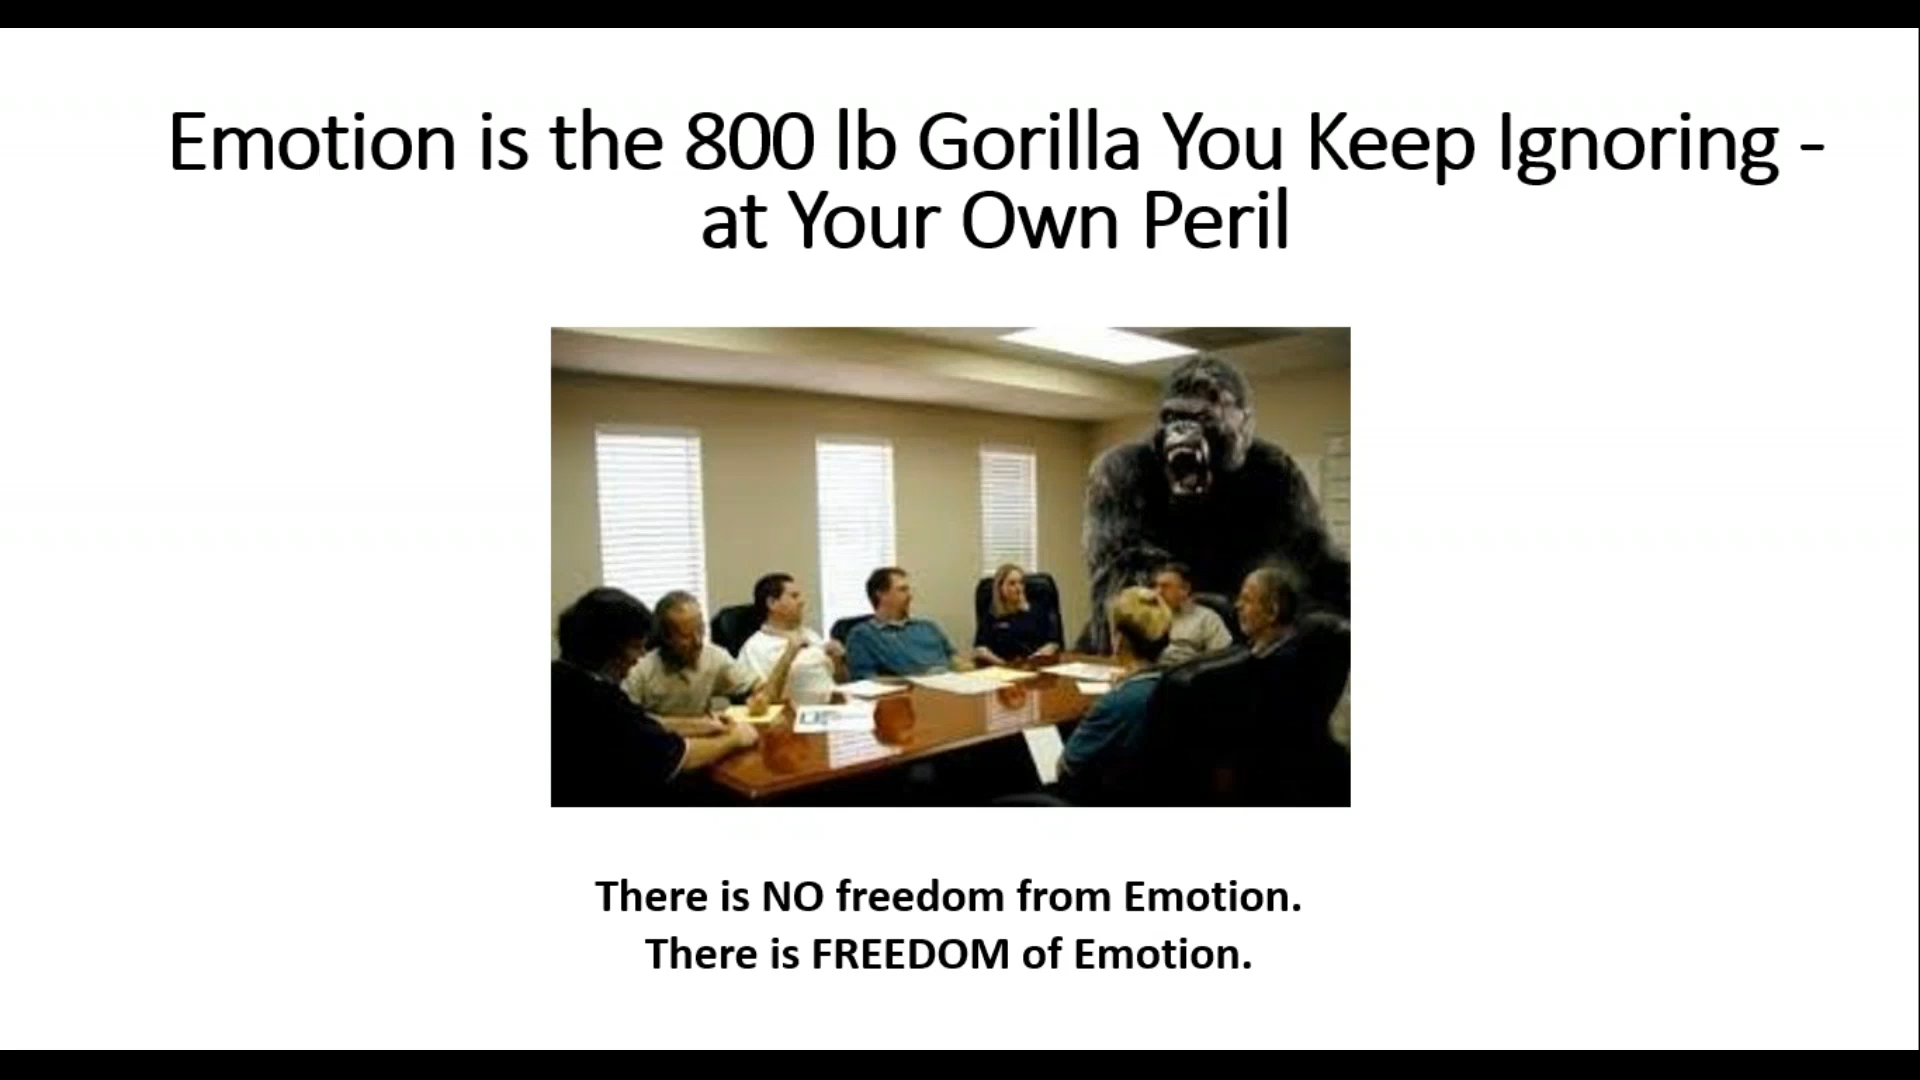 Emotion is the 800 lb Gorilla You Keep Ignoring -
at Your Own Peril
There is NO freedom from Emotion.
There is FREEDOM of Emotion.